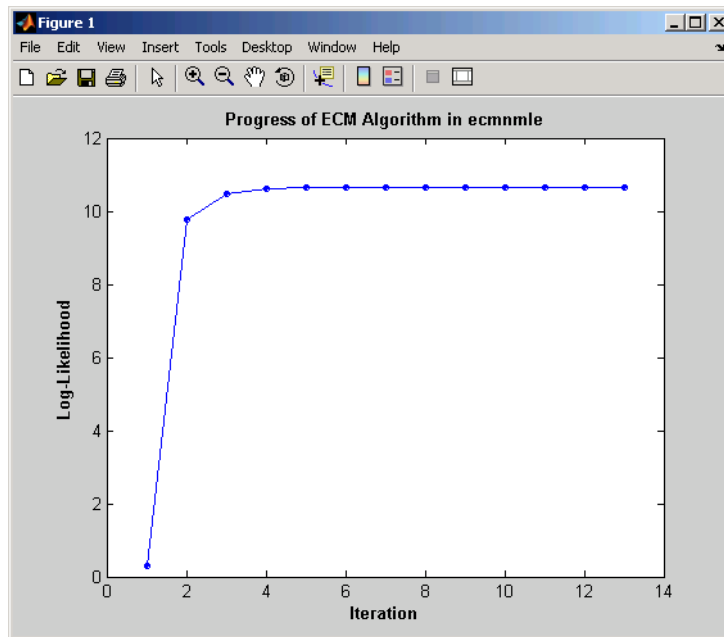 Figure 1
File Edit View Insert Tools Desktop Window Help
Progress of ECM Algorithm in ecmnmle
12
10
8
6
4
2
0
Log-Likelihood
0 2 4 6 8 10 12 14
Iteration